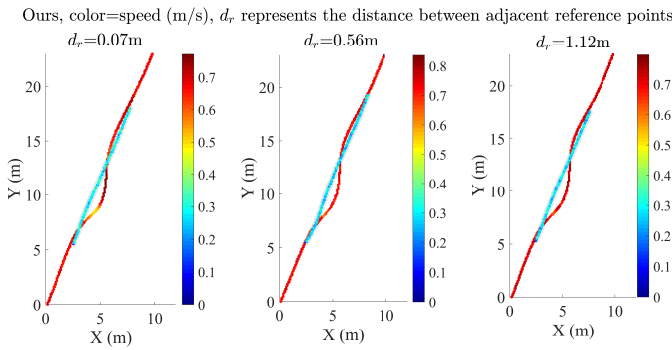 Ours, color=speed (m/s), d_r represents the distance between adjacent reference points
d_r=0.07m d_r=0.56m d_r=1.12m
20 15 10 5 0
Y (m)
0 5 10
X (m)
0.7 0.6 0.5 0.4 0.3 0.2 0.1 0
20 15 10 5 0
Y (m)
0 5 10
X (m)
0.8 0.7 0.6 0.5 0.4 0.3 0.2 0.1 0
20 15 10 5 0
Y (m)
0 5 10
X (m)
0.7 0.6 0.5 0.4 0.3 0.2 0.1 0